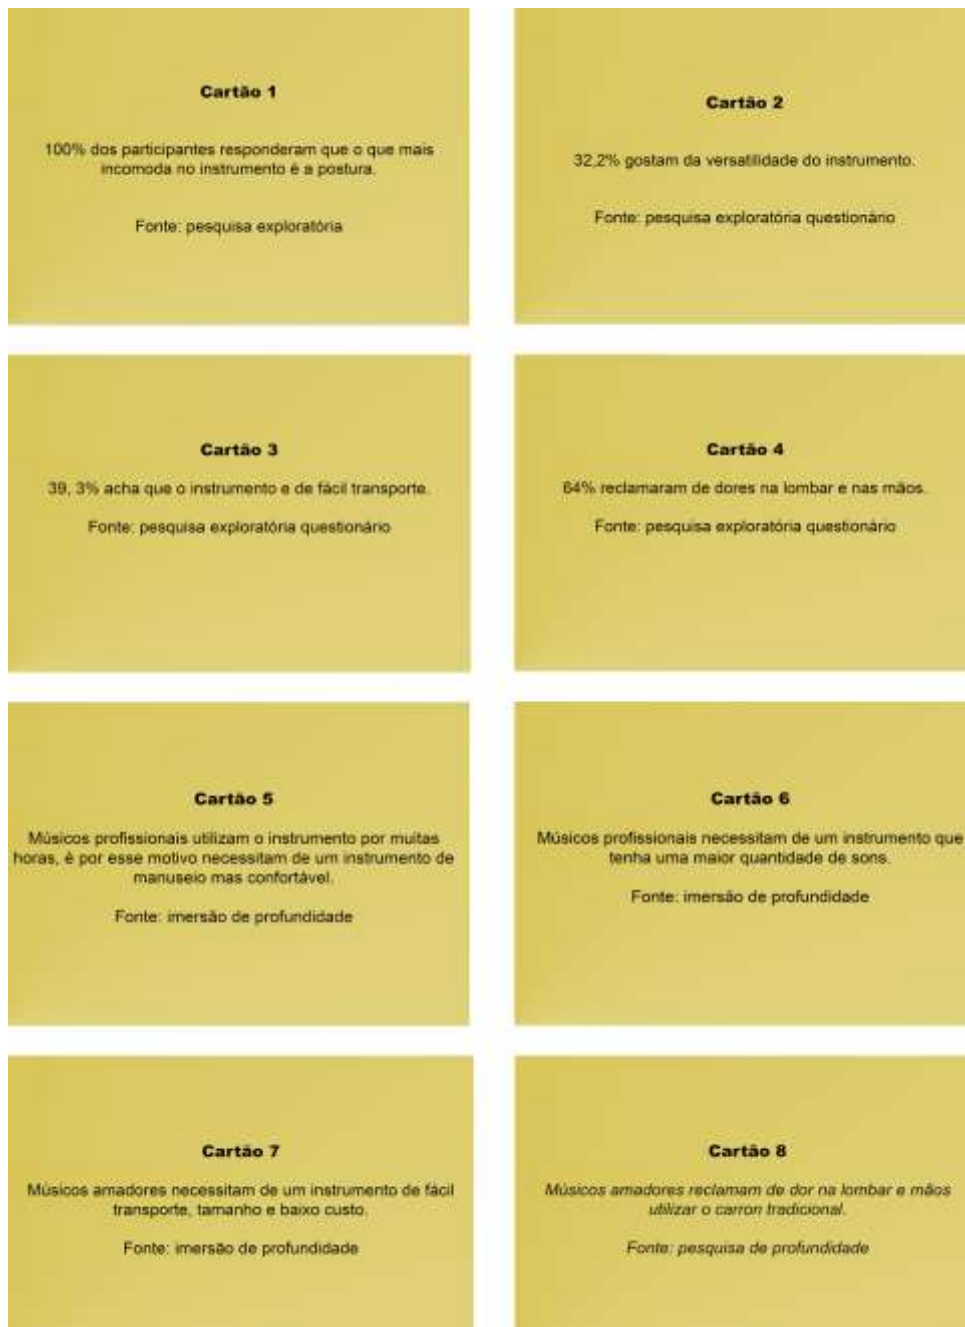 Cartão 1
100% dos participantes responderam que o que mais
incomoda no instrumento é a postura.
Fonte: pesquisa exploratória
Cartão 2
32,2% gostam da versatilidade do instrumento.
Fonte: pesquisa exploratória questionário
Cartão 3
39, 3% acha que o instrumento e de fácil transporte.
Fonte: pesquisa exploratória questionário
Cartão 4
64% reclamaram de dores na lombar e nas mãos.
Fonte: pesquisa exploratória questionário
Cartão 5
Músicos profissionais utilizam o instrumento por muitas
horas, é por esse motivo necessitam de um instrumento de
manuseio mas confortável.
Fonte: imersão de profundidade
Cartão 6
Músicos profissionais necessitam de um instrumento que
tenha uma maior quantidade de sons.
Fonte: imersão de profundidade
Cartão 7
Músicos amadores necessitam de um instrumento de fácil
transporte, tamanho e baixo custo.
Fonte: imersão de profundidade
Cartão 8
Músicos amadores reclamam de dor na lombar e mãos
utilizar o carron tradicional.
Fonte: pesquisa de profundidade